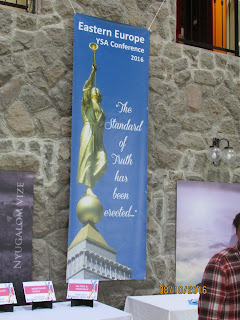 Eastern Europe
YSA Conference
2016
"The
Standard
of
Truth
has
been
erected..."
NYUGALOM VIZE